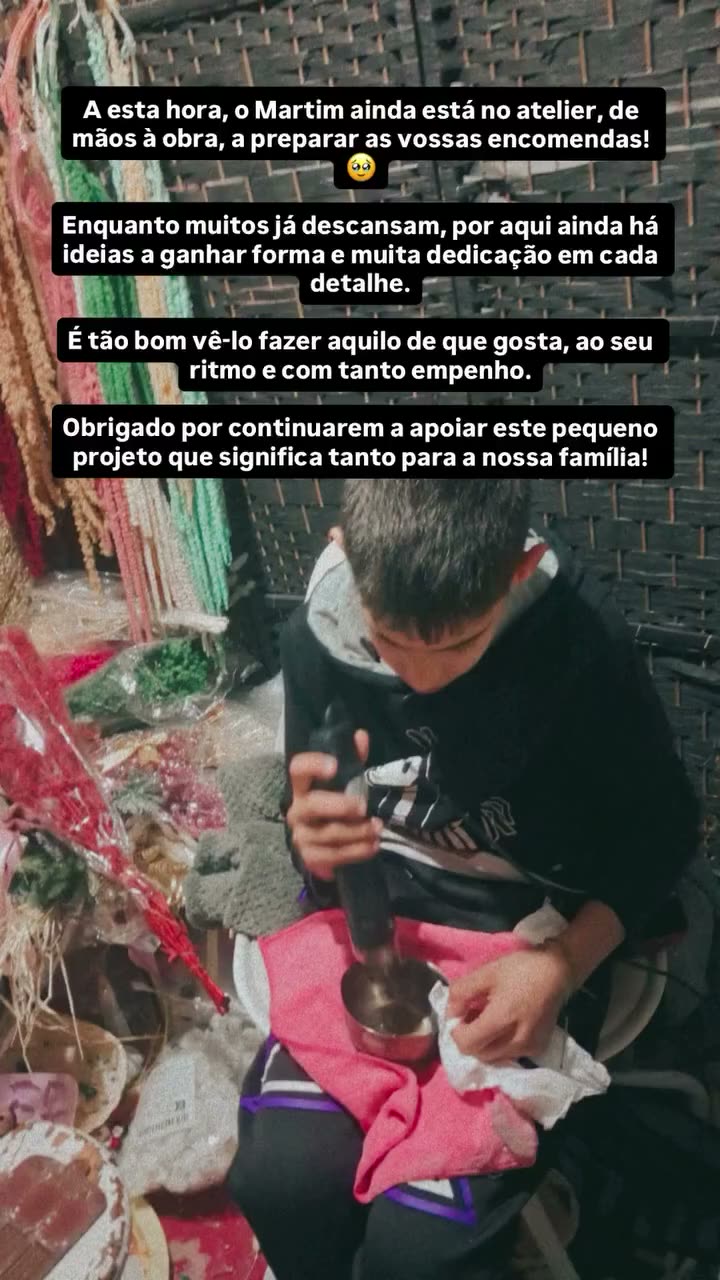 A esta hora, o Martim ainda está no atelier, de
mãos à obra, a preparar as vossas encomendas!
🥹
Enquanto muitos já descansam, por aqui ainda há
ideias a ganhar forma e muita dedicação em cada
detalhe.
É tão bom vê-lo fazer aquilo de que gosta, ao seu
ritmo e com tanto empenho.
Obrigado por continuarem a apoiar este pequeno
projeto que significa tanto para a nossa família!